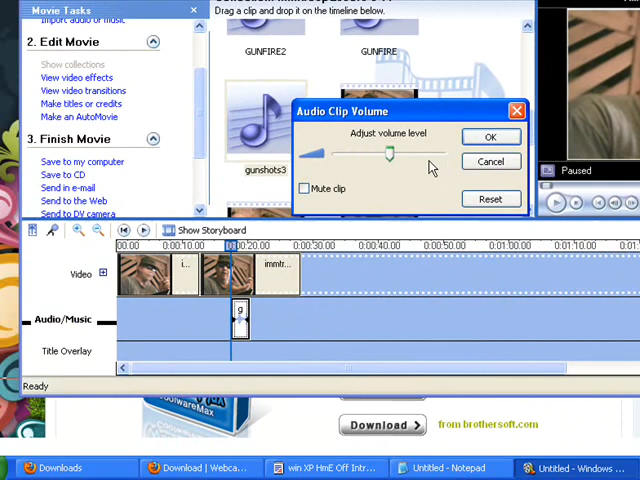 Movie Tasks
Import audio or music
Drag a clip and drop it on the timeline below.
2. Edit Movie
Show collections
View video effects
View video transitions
Make titles or credits
Make an AutoMovie
3. Finish Movie
Save to my computer
Save to CD
Send in e-mail
Send to the Web
Send to DV camera
GUNFIRE2
GUNFIRE
gunshots3
Audio Clip Volume
Adjust volume level
Mute clip
OK
Cancel
Reset
Paused
Show Storyboard
00.00 0:00:10.00 0:00:20.00 0:00:30.00 0:00:40.00 0:00:50.00 0:01:00.00 0:01:10.00
Video
i...
immtr...
Audio/Music
g
Title Overlay
Ready
CoolwareMax
Download
from brothersoft.com
Downloads
Download | Webca...
win XP HmE Off Intr...
Untitled - Notepad
Untitled - Windows ...